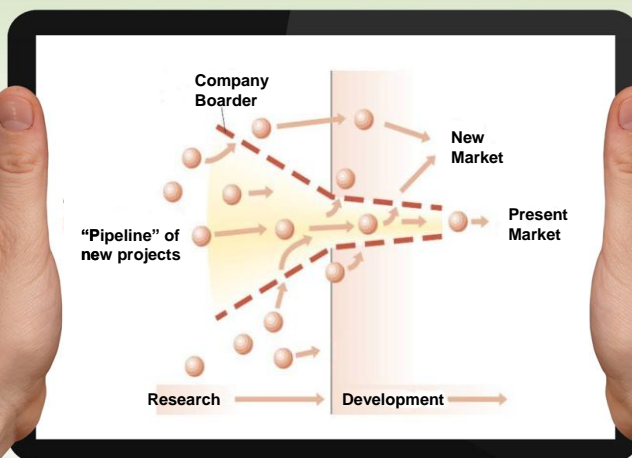 Company
Boarder
New
Market
"Pipeline" of
new projects
Present
Market
Research
Development